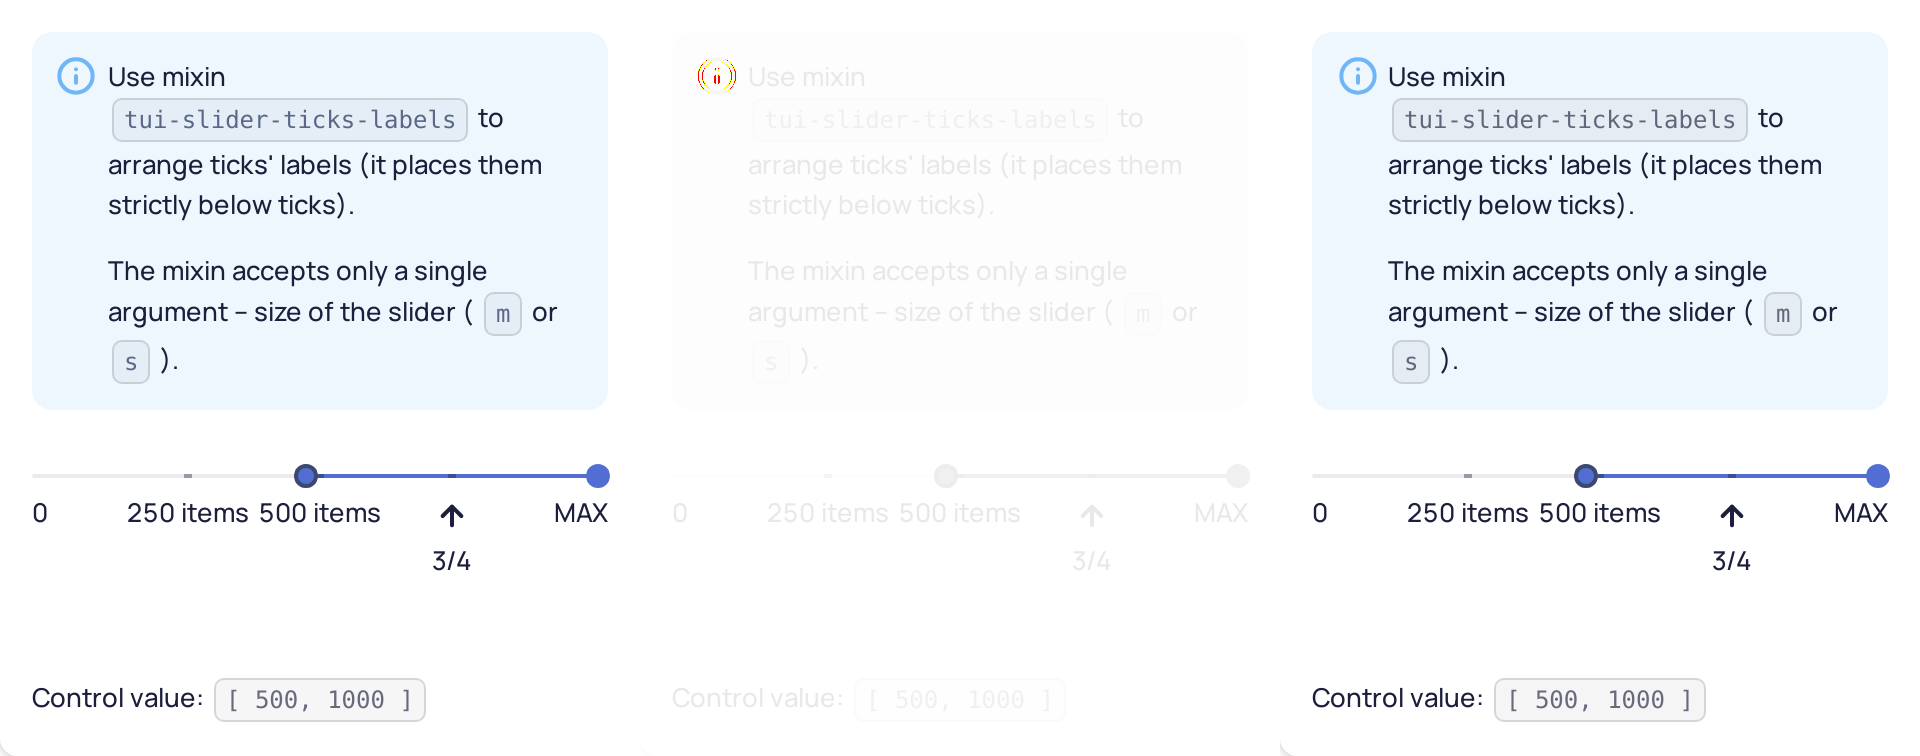 Use mixin
tui-slider-ticks-labels to
arrange ticks' labels (it places them
strictly below ticks).
The mixin accepts only a single
argument – size of the slider ( m or
s ).
0 250 items 500 items MAX
3/4
Control value: [ 500, 1000 ]
Use mixin
tui-slider-ticks-labels to
arrange ticks' labels (it places them
strictly below ticks).
The mixin accepts only a single
argument – size of the slider ( m or
s ).
0 250 items 500 items MAX
3/4
Control value: [ 500, 1000 ]
Use mixin
tui-slider-ticks-labels to
arrange ticks' labels (it places them
strictly below ticks).
The mixin accepts only a single
argument – size of the slider ( m or
s ).
0 250 items 500 items MAX
3/4
Control value: [ 500, 1000 ]